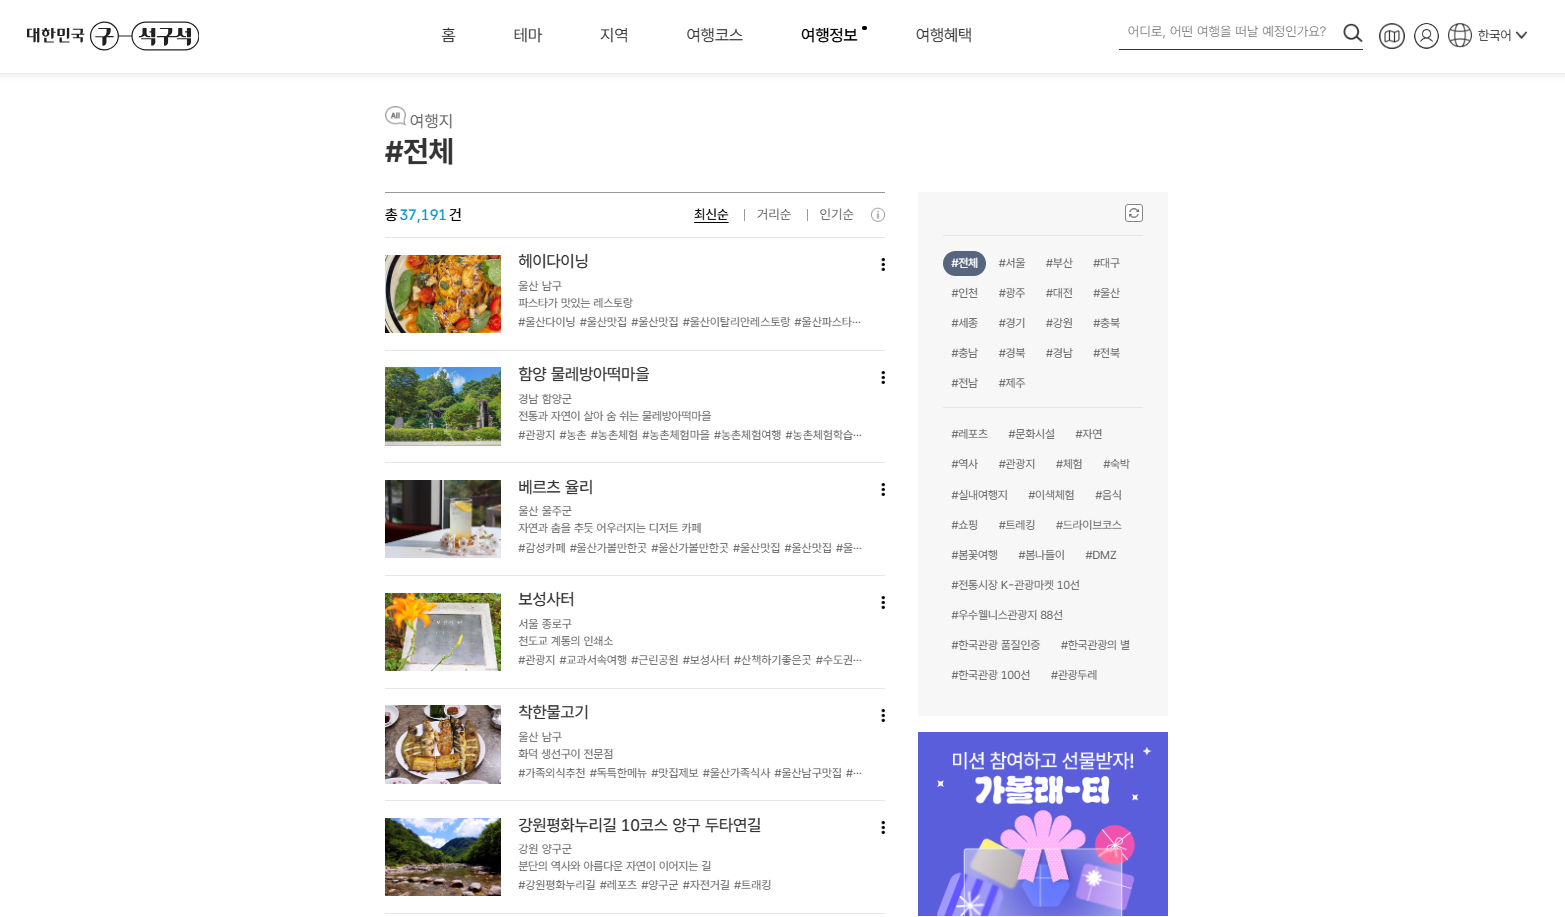 대한민국 구석구석
홈 테마 지역 여행코스 여행정보 여행혜택
어디로, 어떤 여행을 떠날 예정인가요?
한국어
All 여행지
#전체
총 37,191 건
최신순 거리순 인기순
헤이다이닝
울산 남구
파스타가 맛있는 레스토랑
#울산다이닝 #울산맛집 #울산맛집 #울산이탈리안레스토랑 #울산파스타···
함양 물레방아떡마을
경남 함양군
전통과 자연이 살아 숨 쉬는 물레방아떡마을
#관광지 #농촌 #농촌체험 #농촌체험마을 #농촌체험여행 #농촌체험학습···
베르츠 율리
울산 울주군
자연과 춤을 추듯 어우러지는 디저트 카페
#감성카페 #울산가볼만한곳 #울산가볼만한곳 #울산맛집 #울산맛집 #울···
보성사터
서울 종로구
천도교 계통의 인쇄소
#관광지 #교과서속여행 #근린공원 #보성사터 #산책하기좋은곳 #수도권···
착한물고기
울산 남구
화덕 생선구이 전문점
#가족외식추천 #독특한메뉴 #맛집제보 #울산가족식사 #울산남구맛집 #···
강원평화누리길 10코스 양구 두타연길
강원 양구군
분단의 역사와 아름다운 자연이 이어지는 길
#강원평화누리길 #레포츠 #양구군 #자전거길 #트래킹
#전체 #서울 #부산 #대구
#인천 #광주 #대전 #울산
#세종 #경기 #강원 #충북
#충남 #경북 #경남 #전북
#전남 #제주
#레포츠 #문화시설 #자연
#역사 #관광지 #체험 #숙박
#실내여행지 #이색체험 #음식
#쇼핑 #트레킹 #드라이브코스
#봄꽃여행 #봄나들이 #DMZ
#전통시장 K-관광마켓 10선
#우수웰니스관광지 88선
#한국관광 품질인증 #한국관광의 별
#한국관광 100선 #관광두레
미션 참여하고 선물받자!
가볼래-터